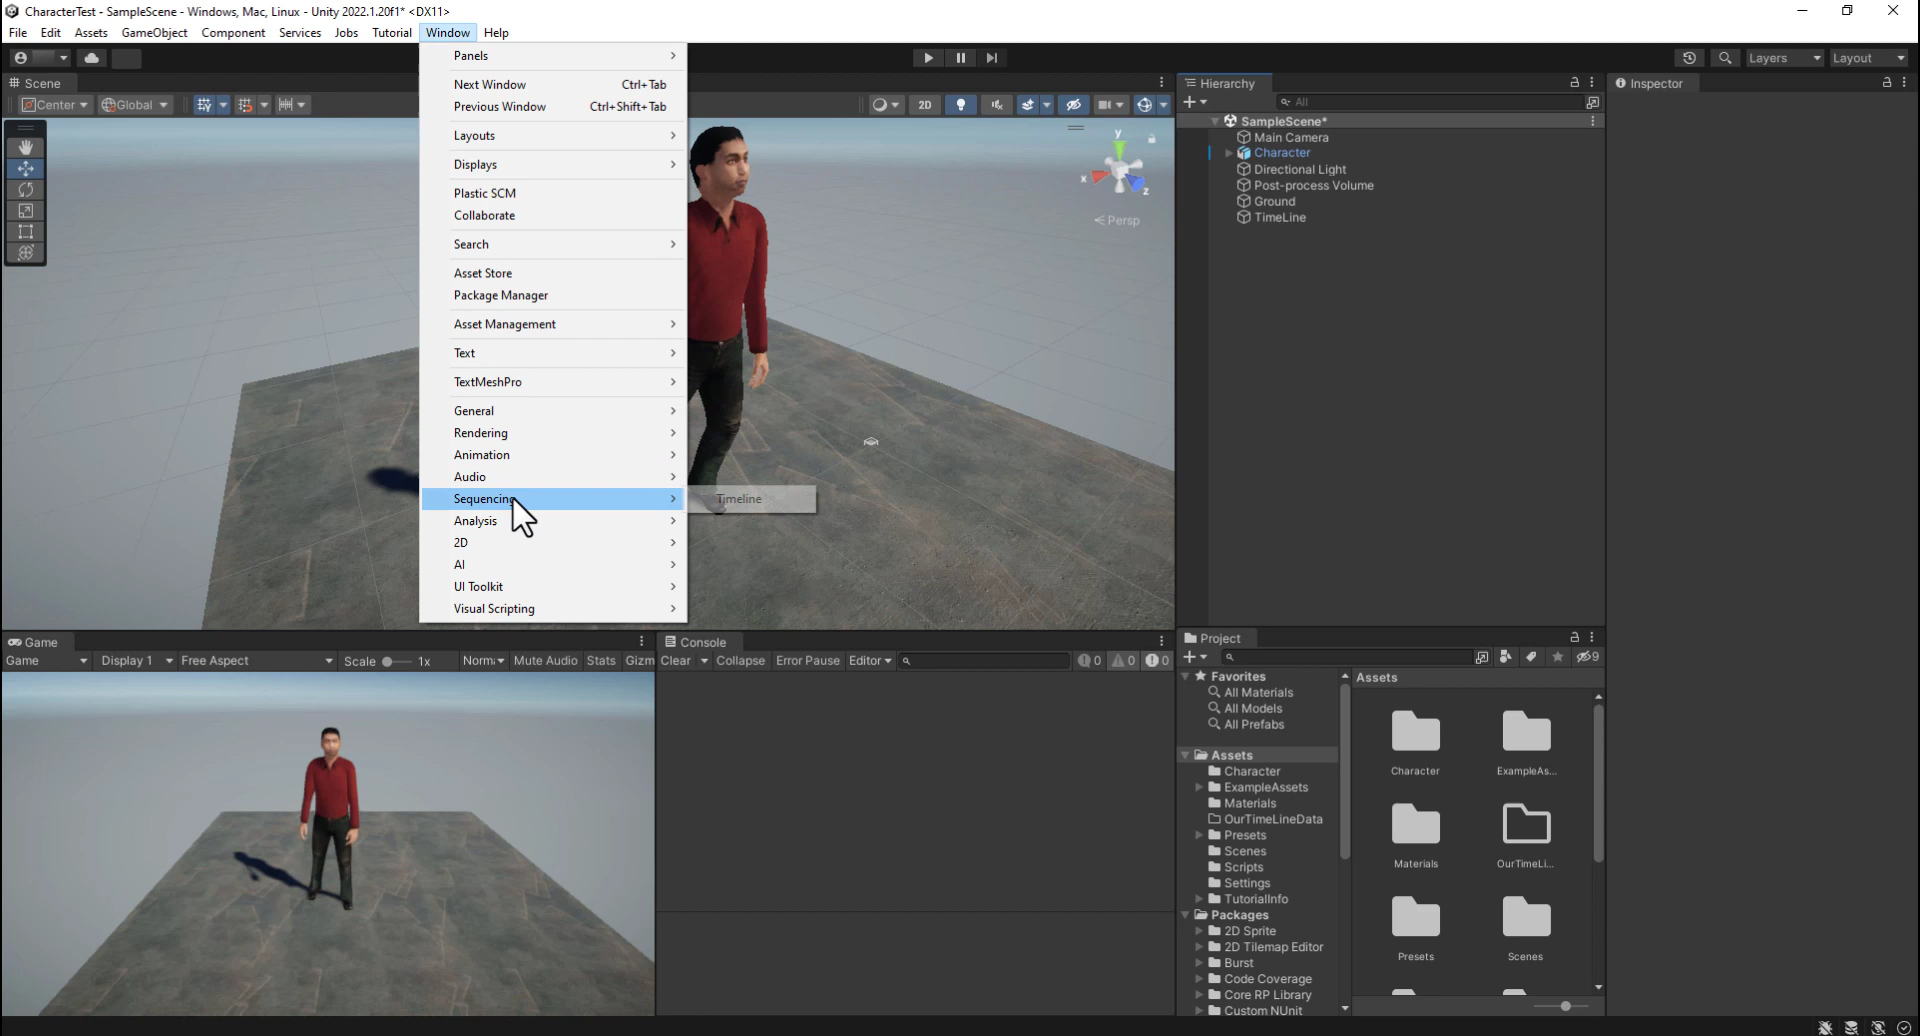 CharacterTest - SampleScene - Windows, Mac, Linux - Unity 2022.1.20f1* <DX11>
File Edit Assets GameObject Component Services Jobs Tutorial Window Help
Layers Layout
Scene
Center Global
2D
y
x
z
Persp
Panels
Next Window Ctrl+Tab
Previous Window Ctrl+Shift+Tab
Layouts
Displays
Plastic SCM
Collaborate
Search
Asset Store
Package Manager
Asset Management
Text
TextMeshPro
General
Rendering
Animation
Audio
Sequencing
Timeline
Analysis
2D
AI
UI Toolkit
Visual Scripting
Hierarchy
All
SampleScene*
Main Camera
Character
Directional Light
Post-process Volume
Ground
TimeLine
Inspector
Game
Game Display 1 Free Aspect Scale 1x Norm Mute Audio Stats Gizm
Console
Clear Collapse Error Pause Editor 0 0 0
Project
9
Favorites
All Materials
All Models
All Prefabs
Assets
Character
ExampleAssets
Materials
OurTimeLineData
Presets
Scenes
Scripts
Settings
TutorialInfo
Packages
2D Sprite
2D Tilemap Editor
Burst
Code Coverage
Core RP Library
Custom NUnit
Assets
Character ExampleAs...
Materials OurTimeLi...
Presets Scenes